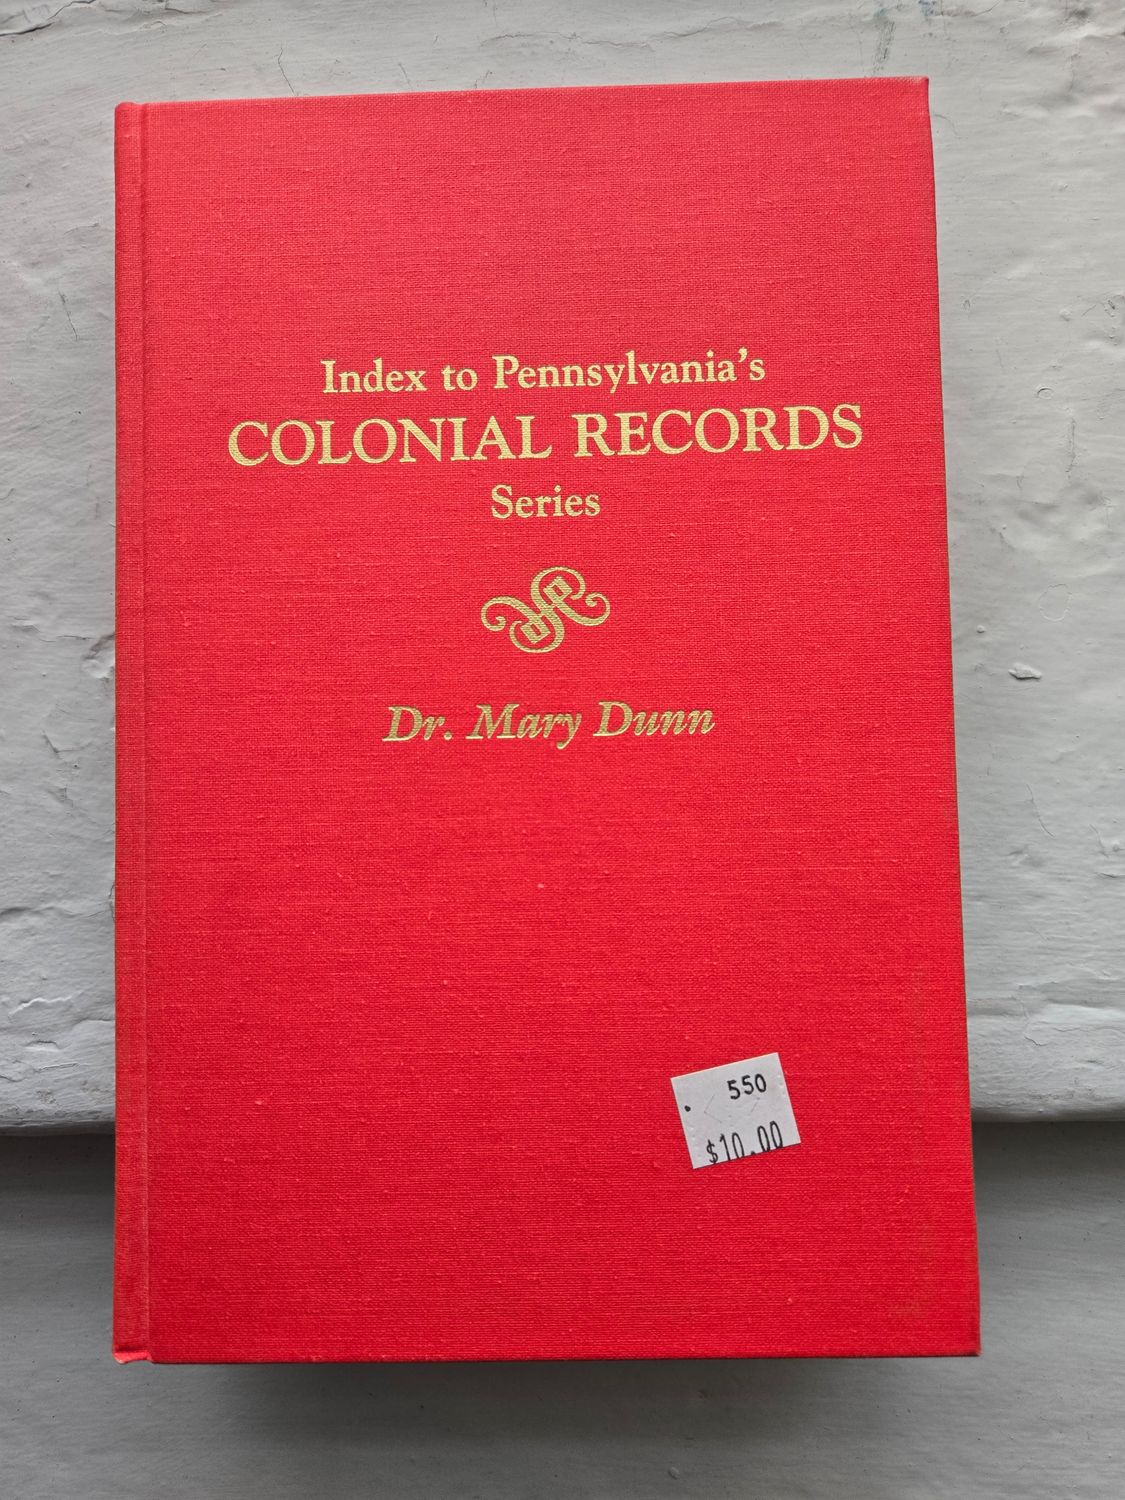 Index to Pennsylvania's
COLONIAL RECORDS
Series
Dr. Mary Dunn
550
$10.00